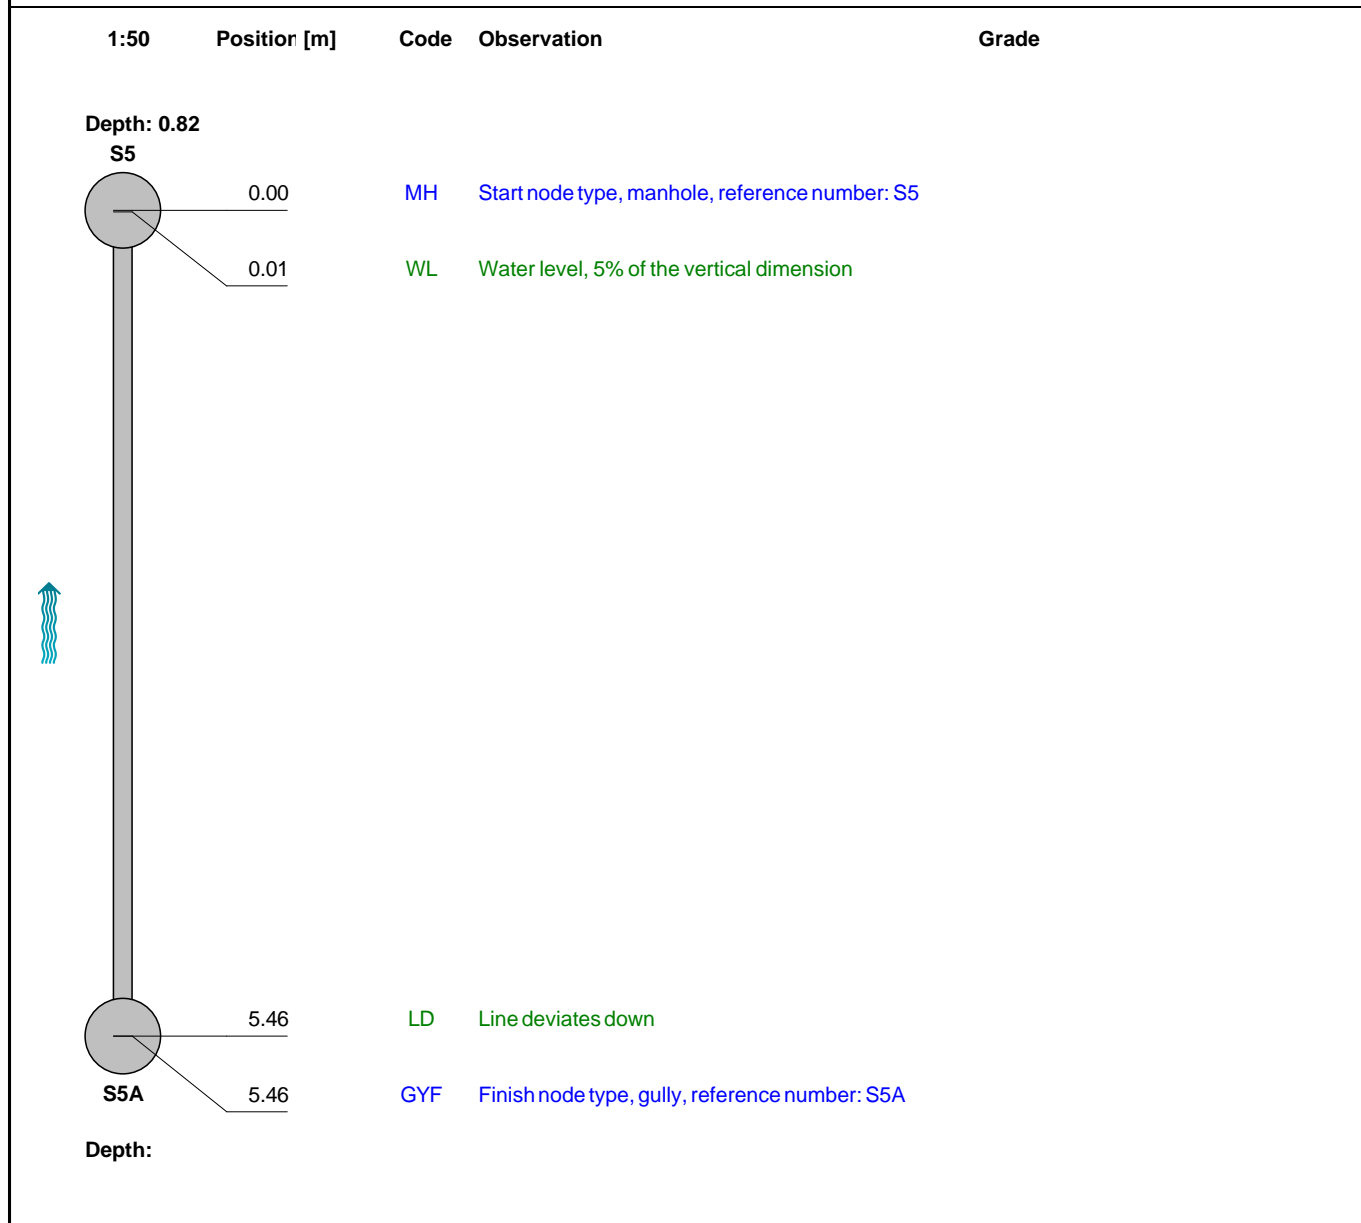 1:50 Position [m] Code Observation Grade
Depth: 0.82
S5
0.00 MH Start node type, manhole, reference number: S5
0.01 WL Water level, 5% of the vertical dimension
5.46 LD Line deviates down
S5A 5.46 GYF Finish node type, gully, reference number: S5A
Depth: